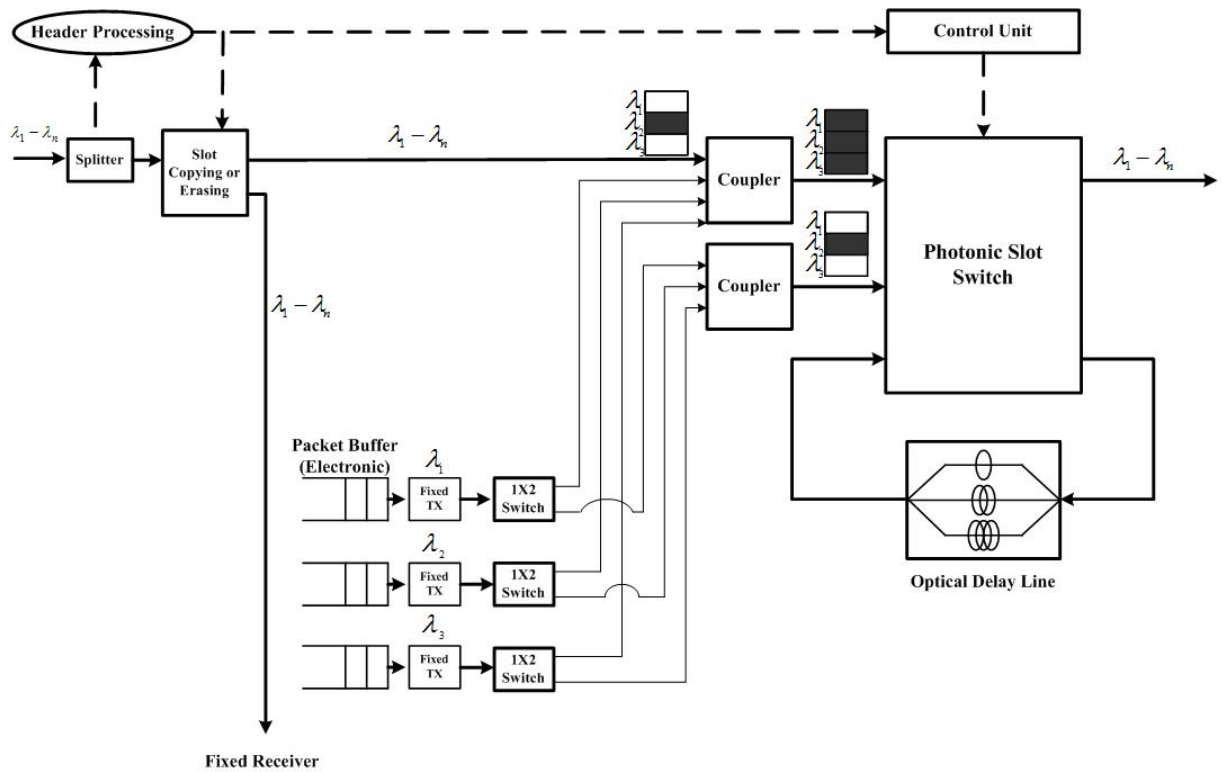 Header Processing
Control Unit
λ₁ − λₙ
Splitter
Slot
Copying or
Erasing
λ₁ − λₙ
λ₁
λ₂
λ₃
Coupler
λ₁
λ₂
λ₃
λ₁ − λₙ
Photonic Slot
Switch
λ₁
λ₂
λ₃
Coupler
λ₁ − λₙ
Packet Buffer
(Electronic)
λ₁
Fixed
TX
1X2
Switch
λ₂
Fixed
TX
1X2
Switch
λ₃
Fixed
TX
1X2
Switch
Optical Delay Line
Fixed Receiver